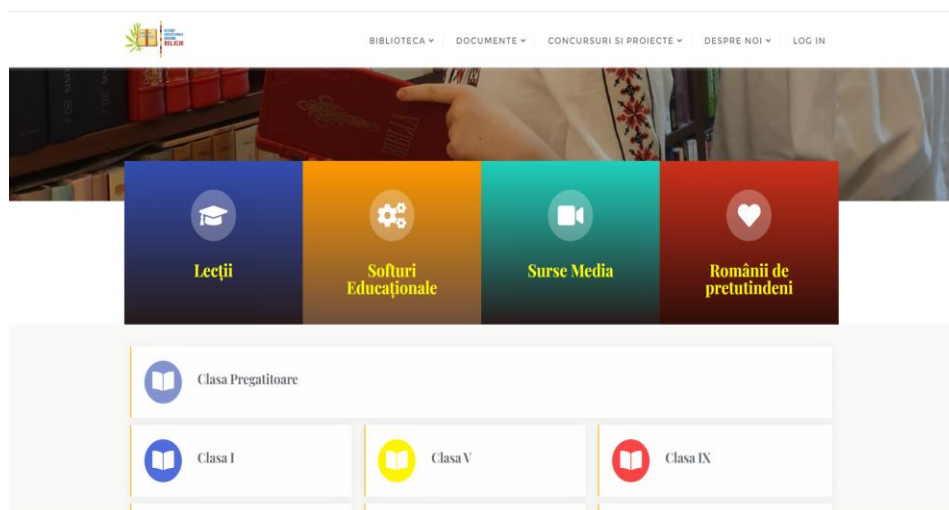 BIBLIOTECA
DOCUMENTE
CONCURSURI SI PROIECTE
DESPRE NOI
LOG IN
Lecții
Softuri
Educaționale
Surse Media
Românii de
pretutindeni
Clasa Pregatitoare
Clasa I
Clasa V
Clasa IX